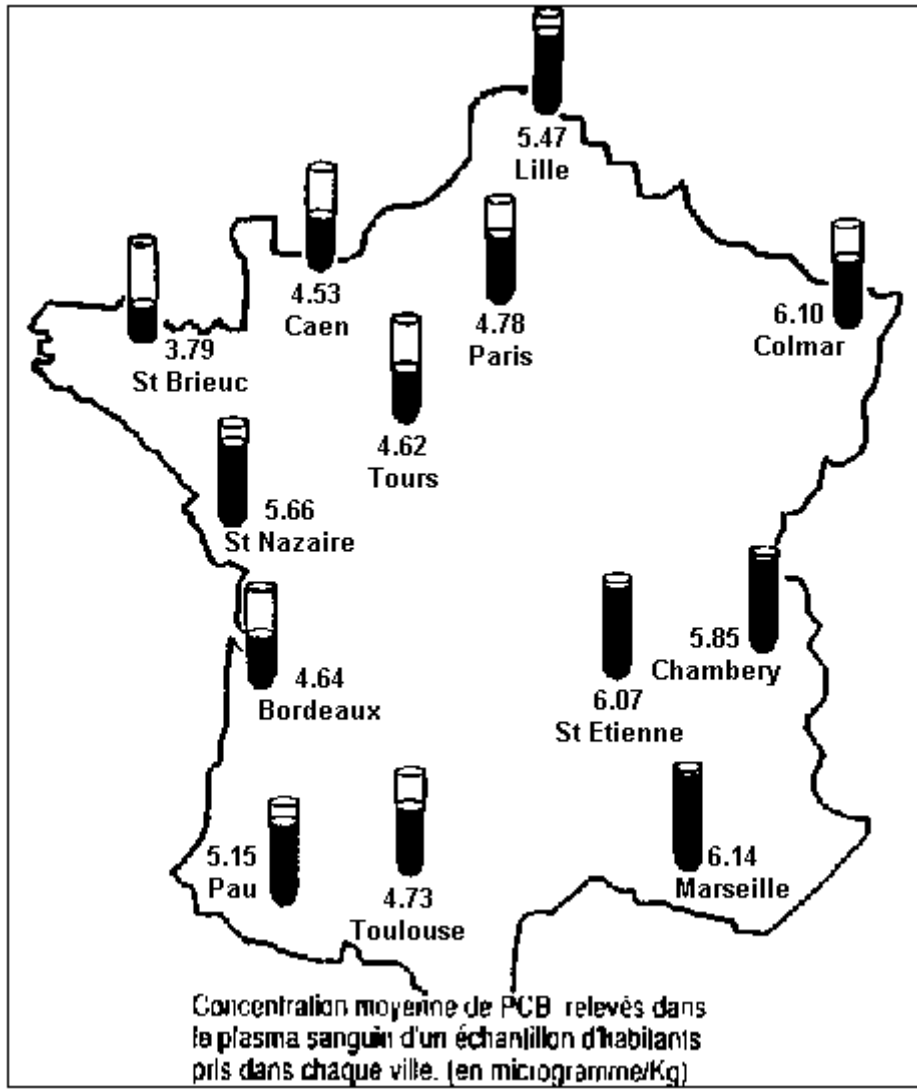 5.47
Lille
4.53
Caen
4.78
Paris
6.10
Colmar
3.79
St Brieuc
4.62
Tours
5.66
St Nazaire
5.85
Chambery
4.64
Bordeaux
6.07
St Etienne
5.15
Pau
4.73
Toulouse
6.14
Marseille
Concentration moyenne de PCB relevés dans
le plasma sanguin d'un échantillon d'habitants
pris dans chaque ville. (en microgramme/Kg)